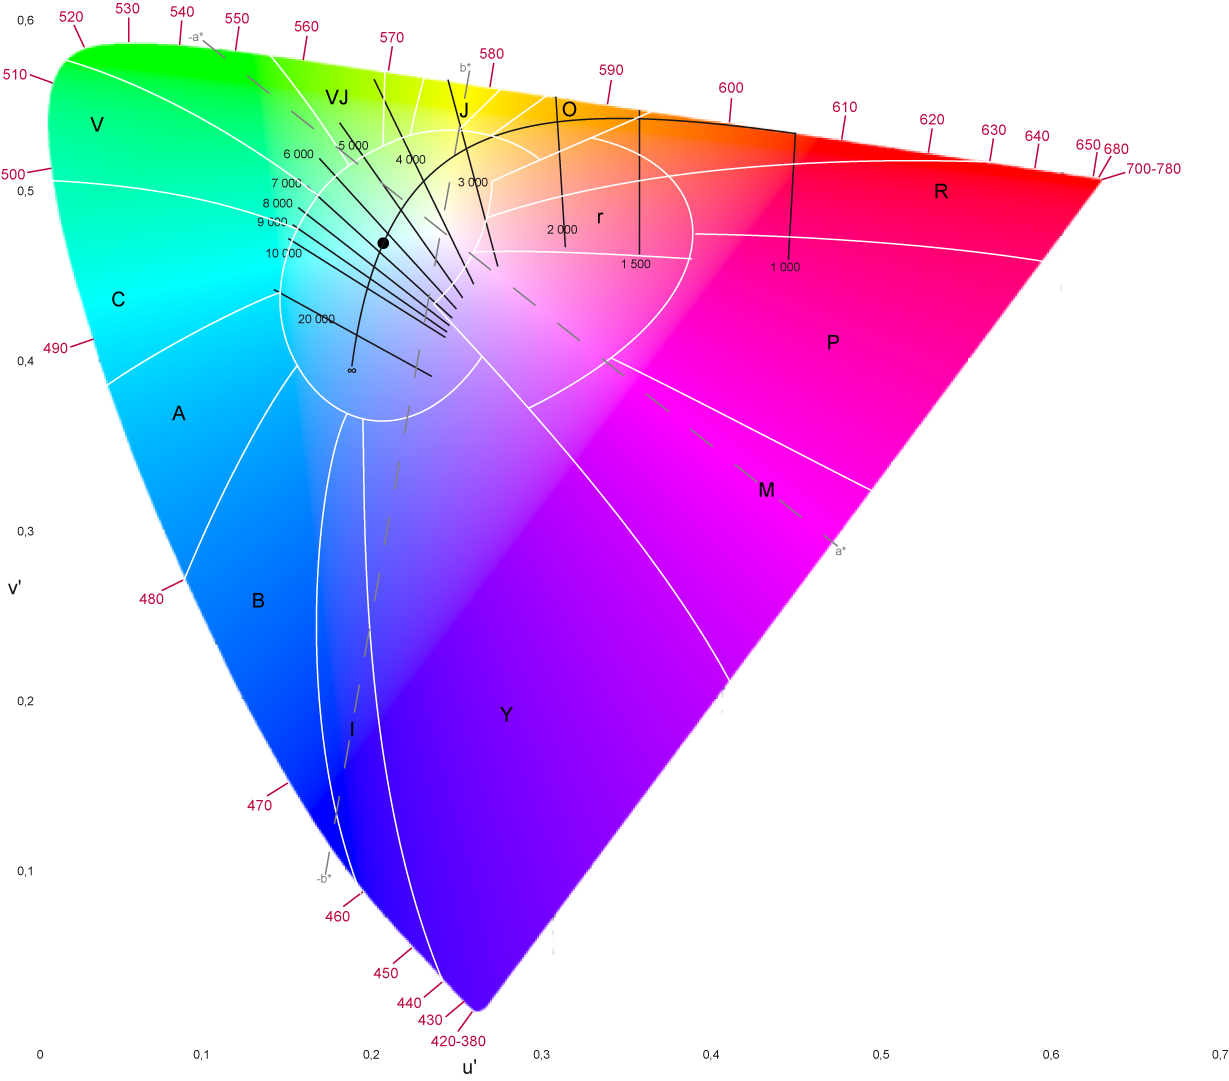 0,6
520
530
540
-a*
550
560
570
b*
580
590
600
610
620
630
640
650
680
700-780
510
VJ
J
O
V
5 000
6 000
4 000
500
0,5
7 000
3 000
R
8 000
r
9 000
2 000
10 000
1 500
1 000
C
20 000
490
P
0,4
∞
A
M
0,3
a*
v'
480
B
0,2
Y
I
470
0,1
-b*
460
450
440
430
420-380
0
0,1
0,2
0,3
0,4
0,5
0,6
0,7
u'